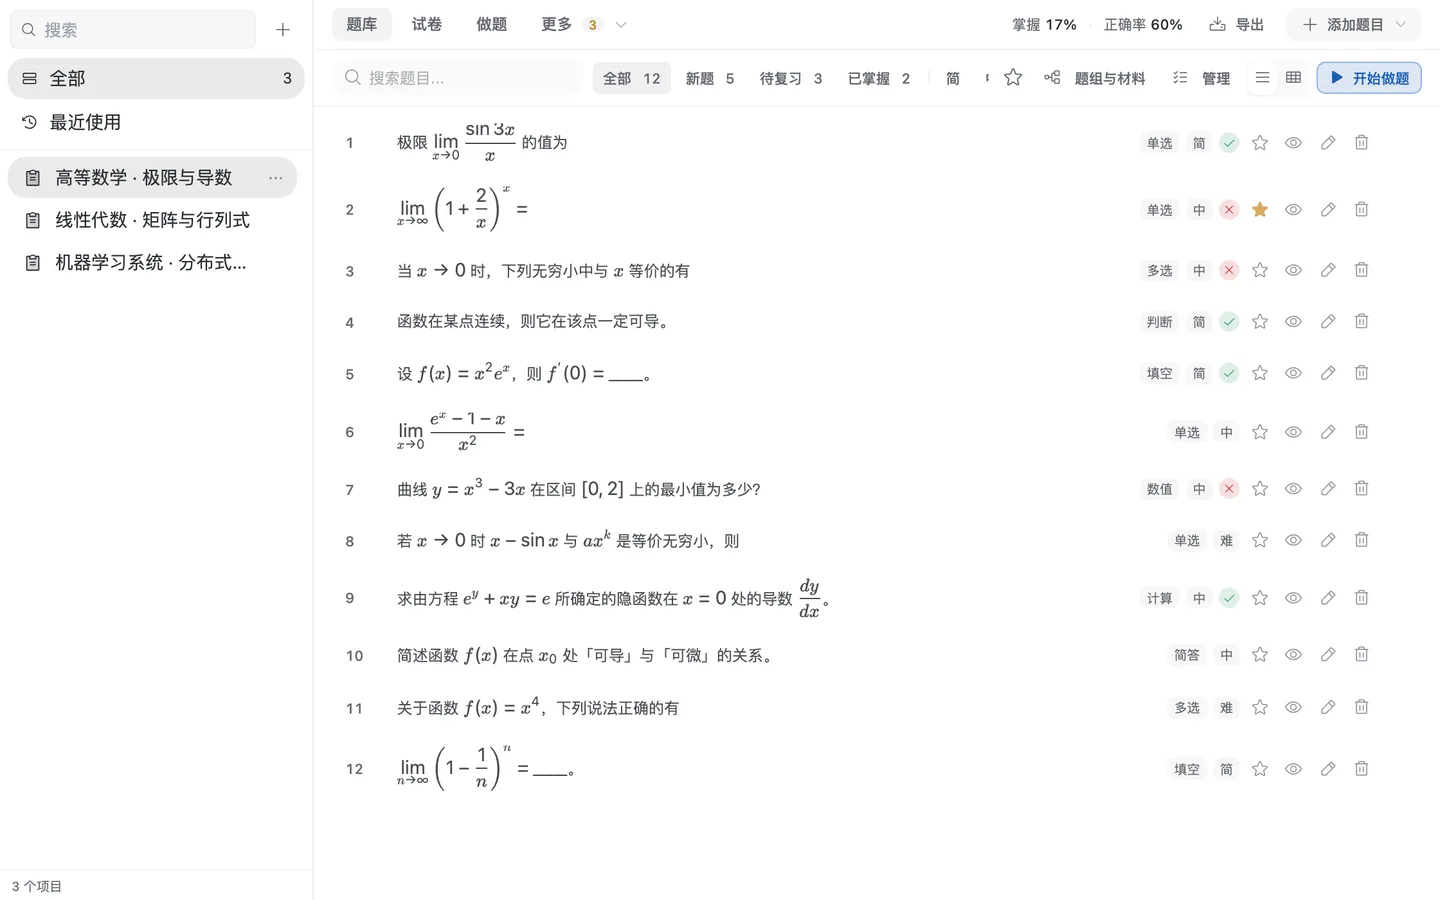 搜索
全部 3
最近使用
高等数学 · 极限与导数 ···
线性代数 · 矩阵与行列式
机器学习系统 · 分布式...
3 个项目
题库 试卷 做题 更多 3 掌握 17% · 正确率 60% 导出 添加题目
搜索题目... 全部 12 新题 5 待复习 3 已掌握 2 简 题组与材料 管理 开始做题
1 极限 lim x→0 sin 3x / x 的值为 单选 简
2 lim x→∞ (1 + 2/x)^x = 单选 中
3 当 x → 0 时，下列无穷小中与 x 等价的有 多选 中
4 函数在某点连续，则它在该点一定可导。 判断 简
5 设 f(x) = x²eˣ，则 f′(0) = ____。 填空 简
6 lim x→0 (eˣ − 1 − x) / x² = 单选 中
7 曲线 y = x³ − 3x 在区间 [0, 2] 上的最小值为多少？ 数值 中
8 若 x → 0 时 x − sin x 与 axᵏ 是等价无穷小，则 单选 难
9 求由方程 eʸ + xy = e 所确定的隐函数在 x = 0 处的导数 dy/dx。 计算 中
10 简述函数 f(x) 在点 x₀ 处「可导」与「可微」的关系。 简答 中
11 关于函数 f(x) = x⁴，下列说法正确的有 多选 难
12 lim n→∞ (1 − 1/n)^n = ____。 填空 简